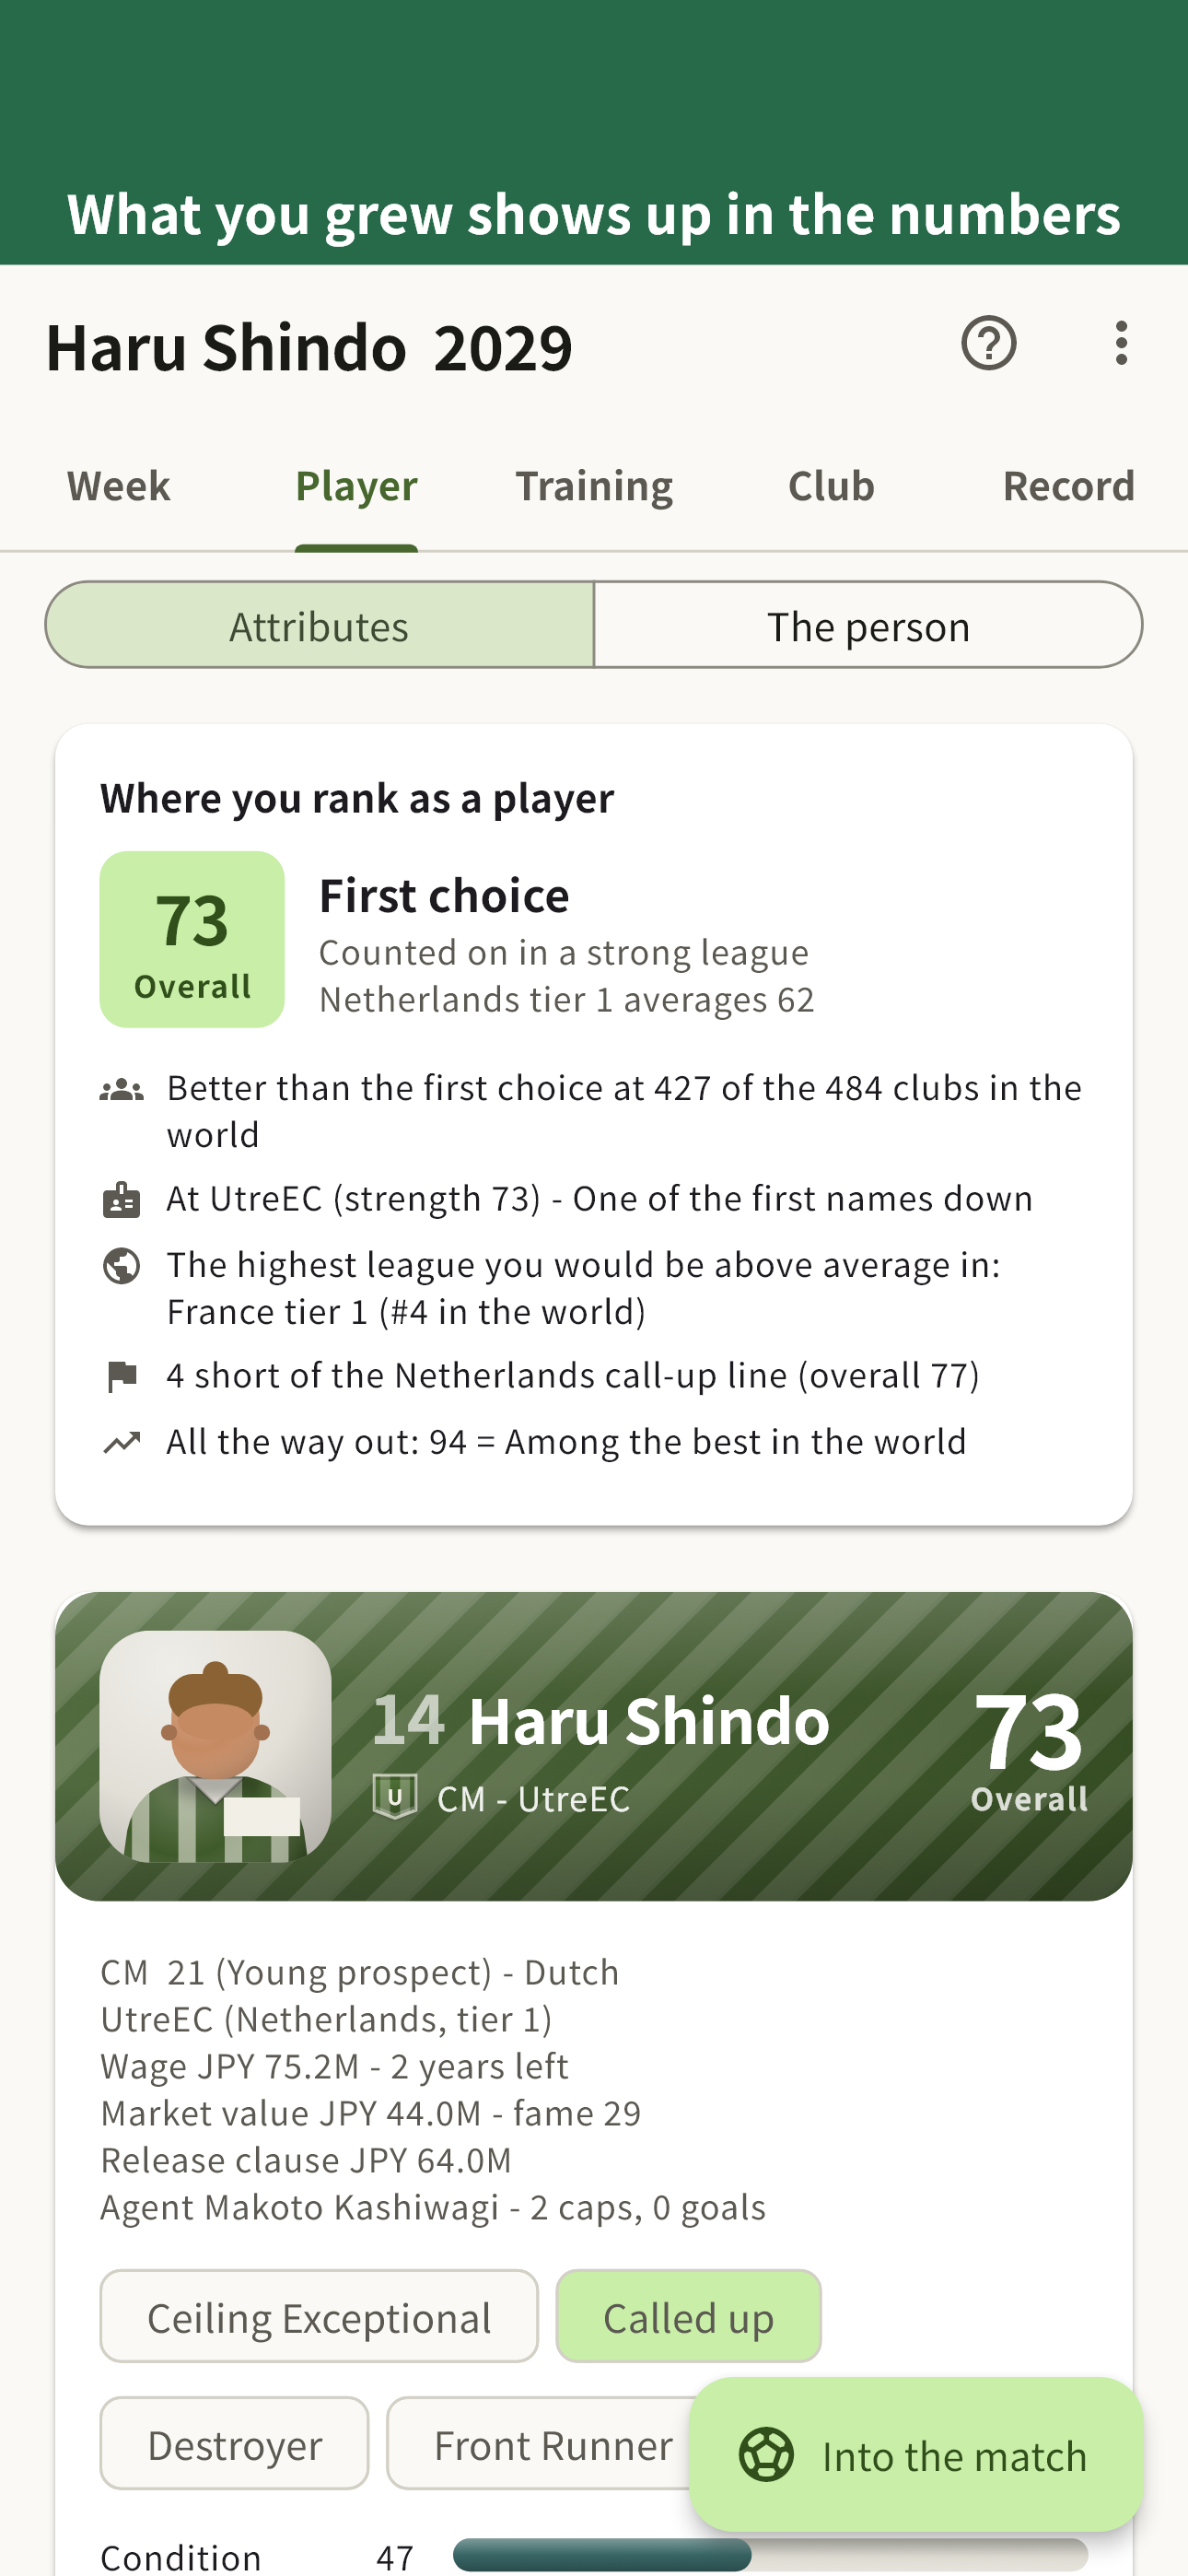 What you grew shows up in the numbers
Haru Shindo 2029
Week Player Training Club Record
Attributes The person
Where you rank as a player
73
Overall
First choice
Counted on in a strong league
Netherlands tier 1 averages 62
Better than the first choice at 427 of the 484 clubs in the
world
At UtreEC (strength 73) - One of the first names down
The highest league you would be above average in:
France tier 1 (#4 in the world)
4 short of the Netherlands call-up line (overall 77)
All the way out: 94 = Among the best in the world
14 Haru Shindo
U CM - UtreEC
73
Overall
CM 21 (Young prospect) - Dutch
UtreEC (Netherlands, tier 1)
Wage JPY 75.2M - 2 years left
Market value JPY 44.0M - fame 29
Release clause JPY 64.0M
Agent Makoto Kashiwagi - 2 caps, 0 goals
Ceiling Exceptional Called up
Destroyer Front Runner
Into the match
Condition 47